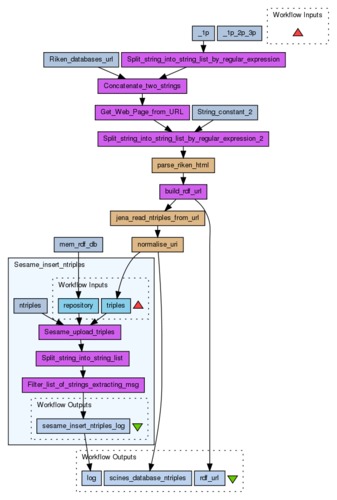 Workflow Inputs
_1p
_1p_2p_3p
Riken_databases_url
Split_string_into_string_list_by_regular_expression
Concatenate_two_strings
Get_Web_Page_from_URL
String_constant_2
Split_string_into_string_list_by_regular_expression_2
parse_riken_html
build_rdf_url
jena_read_ntriples_from_url
mem_rdf_db
normalise_uri
Sesame_insert_ntriples
Workflow Inputs
ntriples
repository
triples
Sesame_upload_triples
Split_string_into_string_list
Filter_list_of_strings_extracting_msg
Workflow Outputs
sesame_insert_ntriples_log
Workflow Outputs
log
scines_database_ntriples
rdf_url